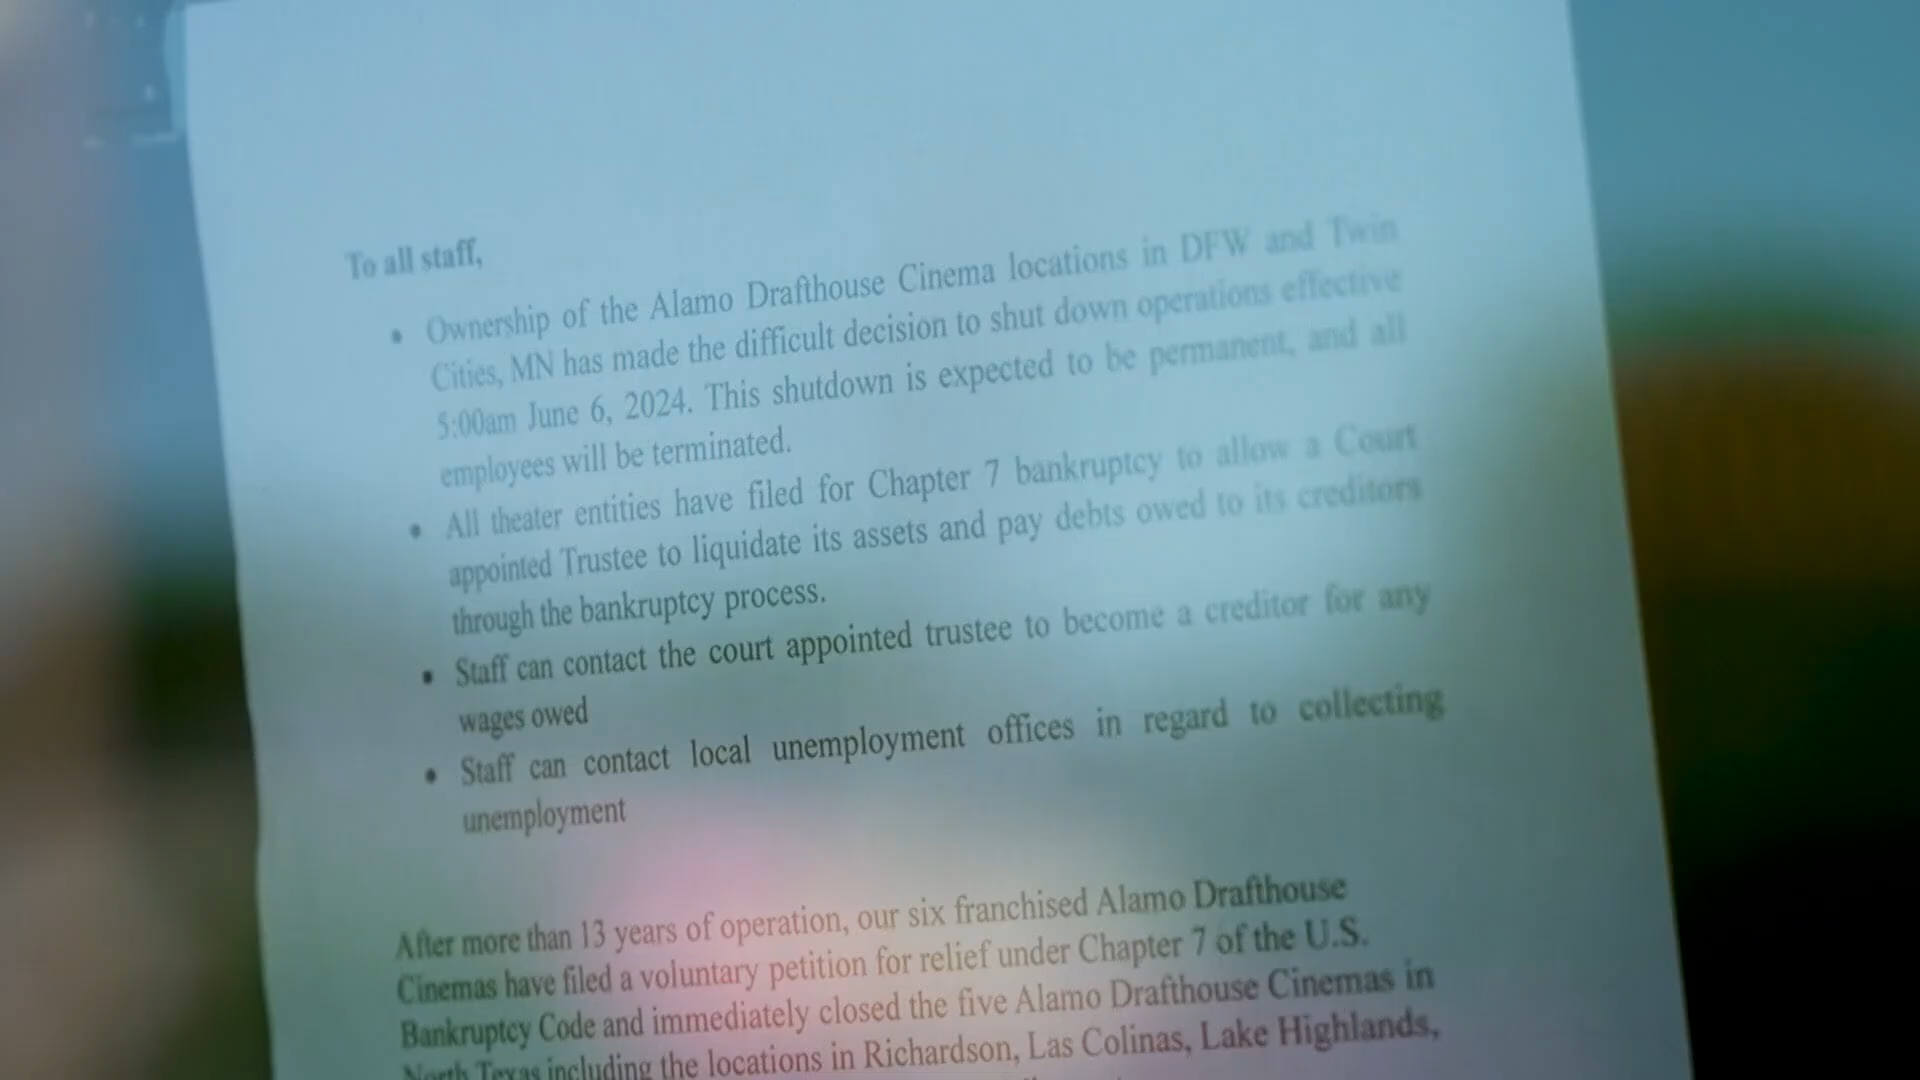 To all staff,
• Ownership of the Alamo Drafthouse Cinema locations in DFW and Twin
Cities, MN has made the difficult decision to shut down operations effective
5:00am June 6, 2024. This shutdown is expected to be permanent, and all
employees will be terminated.
• All theater entities have filed for Chapter 7 bankruptcy to allow a Court
appointed Trustee to liquidate its assets and pay debts owed to its creditors
through the bankruptcy process.
• Staff can contact the court appointed trustee to become a creditor for any
wages owed
• Staff can contact local unemployment offices in regard to collecting
unemployment
After more than 13 years of operation, our six franchised Alamo Drafthouse
Cinemas have filed a voluntary petition for relief under Chapter 7 of the U.S.
Bankruptcy Code and immediately closed the five Alamo Drafthouse Cinemas in
North Texas including the locations in Richardson, Las Colinas, Lake Highlands,